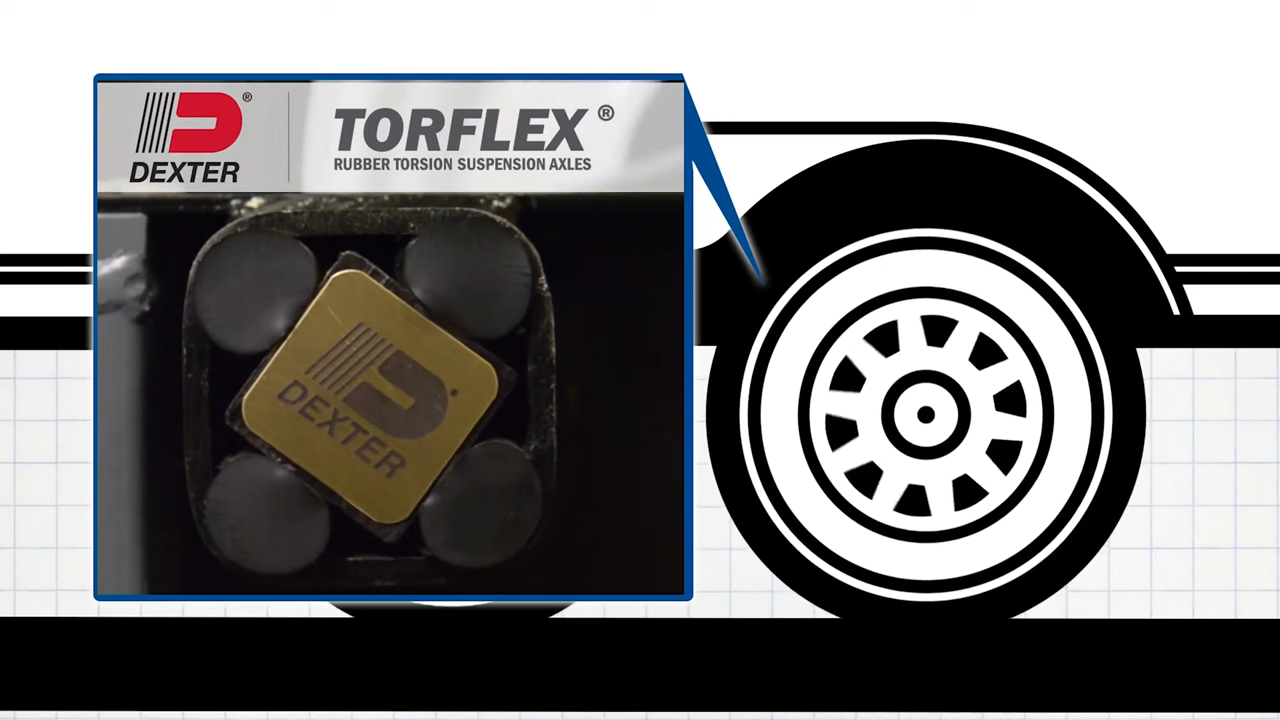 DEXTER
TORFLEX®
RUBBER TORSION SUSPENSION AXLES
DEXTER